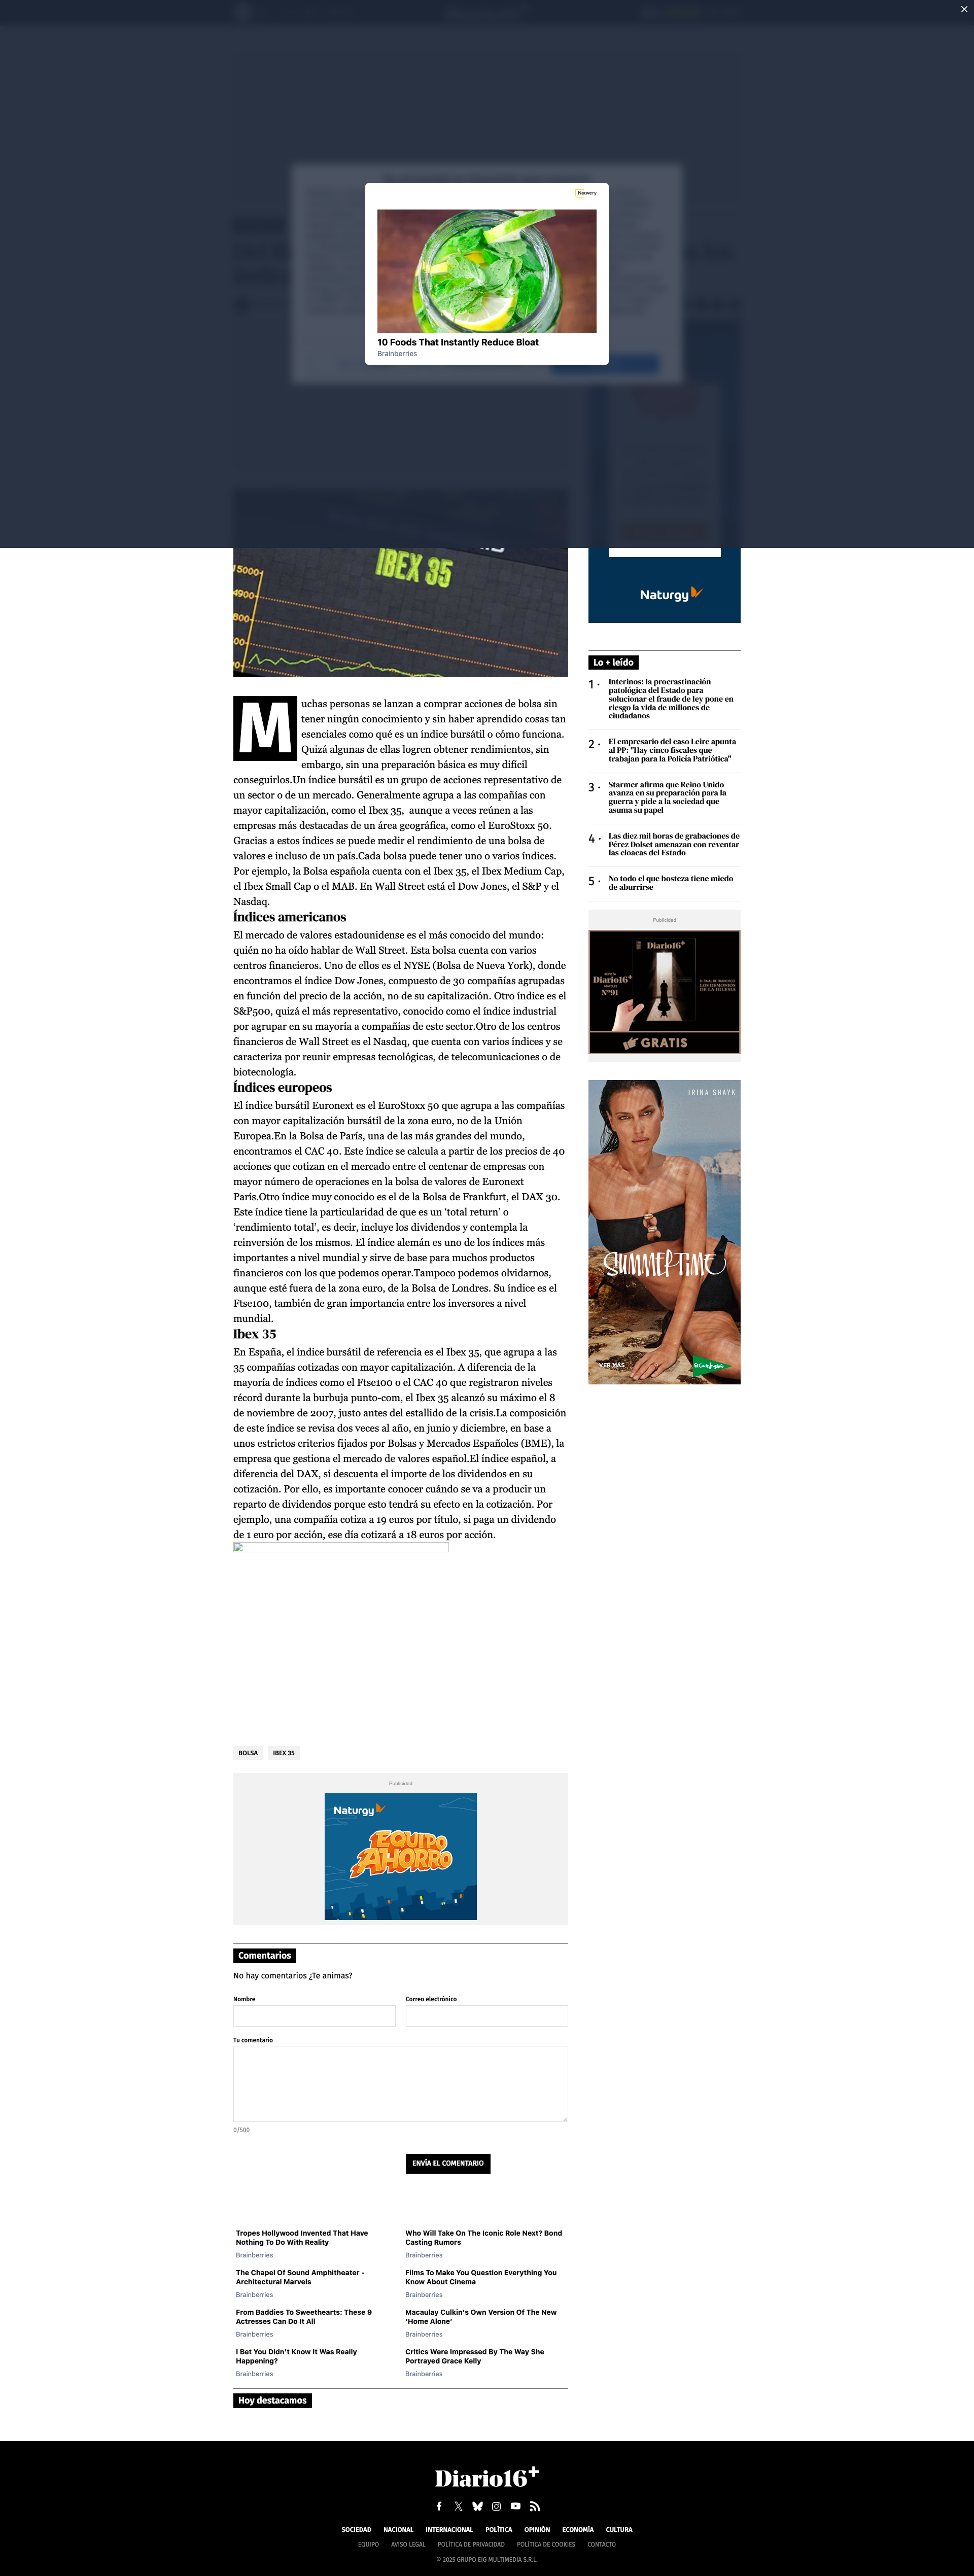 Naowery
10 Foods That Instantly Reduce Bloat
Brainberries
IBEX 35
15000
4900
Muchas personas se lanzan a comprar acciones de bolsa sin
tener ningún conocimiento y sin haber aprendido cosas tan
esenciales como qué es un índice bursátil o cómo funciona.
Quizá algunas de ellas logren obtener rendimientos, sin
embargo, sin una preparación básica es muy difícil
conseguirlos.Un índice bursátil es un grupo de acciones representativo de
un sector o de un mercado. Generalmente agrupa a las compañías con
mayor capitalización, como el Ibex 35,  aunque a veces reúnen a las
empresas más destacadas de un área geográfica, como el EuroStoxx 50.
Gracias a estos índices se puede medir el rendimiento de una bolsa de
valores e incluso de un país.Cada bolsa puede tener uno o varios índices.
Por ejemplo, la Bolsa española cuenta con el Ibex 35, el Ibex Medium Cap,
el Ibex Small Cap o el MAB. En Wall Street está el Dow Jones, el S&P y el
Nasdaq.
Índices americanos
El mercado de valores estadounidense es el más conocido del mundo:
quién no ha oído hablar de Wall Street. Esta bolsa cuenta con varios
centros financieros. Uno de ellos es el NYSE (Bolsa de Nueva York), donde
encontramos el índice Dow Jones, compuesto de 30 compañías agrupadas
en función del precio de la acción, no de su capitalización. Otro índice es el
S&P500, quizá el más representativo, conocido como el índice industrial
por agrupar en su mayoría a compañías de este sector.Otro de los centros
financieros de Wall Street es el Nasdaq, que cuenta con varios índices y se
caracteriza por reunir empresas tecnológicas, de telecomunicaciones o de
biotecnología.
Índices europeos
El índice bursátil Euronext es el EuroStoxx 50 que agrupa a las compañías
con mayor capitalización bursátil de la zona euro, no de la Unión
Europea.En la Bolsa de París, una de las más grandes del mundo,
encontramos el CAC 40. Este índice se calcula a partir de los precios de 40
acciones que cotizan en el mercado entre el centenar de empresas con
mayor número de operaciones en la bolsa de valores de Euronext
París.Otro índice muy conocido es el de la Bolsa de Frankfurt, el DAX 30.
Este índice tiene la particularidad de que es un ‘total return’ o
‘rendimiento total’, es decir, incluye los dividendos y contempla la
reinversión de los mismos. El índice alemán es uno de los índices más
importantes a nivel mundial y sirve de base para muchos productos
financieros con los que podemos operar.Tampoco podemos olvidarnos,
aunque esté fuera de la zona euro, de la Bolsa de Londres. Su índice es el
Ftse100, también de gran importancia entre los inversores a nivel
mundial.
Ibex 35
En España, el índice bursátil de referencia es el Ibex 35, que agrupa a las
35 compañías cotizadas con mayor capitalización. A diferencia de la
mayoría de índices como el Ftse100 o el CAC 40 que registraron niveles
récord durante la burbuja punto-com, el Ibex 35 alcanzó su máximo el 8
de noviembre de 2007, justo antes del estallido de la crisis.La composición
de este índice se revisa dos veces al año, en junio y diciembre, en base a
unos estrictos criterios fijados por Bolsas y Mercados Españoles (BME), la
empresa que gestiona el mercado de valores español.El índice español, a
diferencia del DAX, sí descuenta el importe de los dividendos en su
cotización. Por ello, es importante conocer cuándo se va a producir un
reparto de dividendos porque esto tendrá su efecto en la cotización. Por
ejemplo, una compañía cotiza a 19 euros por título, si paga un dividendo
de 1 euro por acción, ese día cotizará a 18 euros por acción.
BOLSA IBEX 35
Publicidad
Naturgy
EQUIPO
AHORRO
Comentarios
No hay comentarios ¿Te animas?
Nombre
Correo electrónico
Tu comentario
0/500
ENVÍA EL COMENTARIO
Tropes Hollywood Invented That Have
Nothing To Do With Reality
Brainberries
Who Will Take On The Iconic Role Next? Bond
Casting Rumors
Brainberries
The Chapel Of Sound Amphitheater -
Architectural Marvels
Brainberries
Films To Make You Question Everything You
Know About Cinema
Brainberries
From Baddies To Sweethearts: These 9
Actresses Can Do It All
Brainberries
Macaulay Culkin's Own Version Of The New
‘Home Alone’
Brainberries
I Bet You Didn't Know It Was Really
Happening?
Brainberries
Critics Were Impressed By The Way She
Portrayed Grace Kelly
Brainberries
Hoy destacamos
Naturgy
Lo + leído
1 · Interinos: la procrastinación
patológica del Estado para
solucionar el fraude de ley pone en
riesgo la vida de millones de
ciudadanos
2 · El empresario del caso Leire apunta
al PP: "Hay cinco fiscales que
trabajan para la Policía Patriótica"
3 · Starmer afirma que Reino Unido
avanza en su preparación para la
guerra y pide a la sociedad que
asuma su papel
4 · Las diez mil horas de grabaciones de
Pérez Dolset amenazan con reventar
las cloacas del Estado
5 · No todo el que bosteza tiene miedo
de aburrirse
Publicidad
Diario16+
Diario16+
Nº91
LOS DEMONIOS
DE LA IGLESIA
GRATIS
IRINA SHAYK
SUMMERTIME
VER MÁS
El Corte Inglés
Diario16+
SOCIEDAD NACIONAL INTERNACIONAL POLÍTICA OPINIÓN ECONOMÍA CULTURA
EQUIPO AVISO LEGAL POLÍTICA DE PRIVACIDAD POLÍTICA DE COOKIES CONTACTO
© 2025 GRUPO EIG MULTIMEDIA S.R.L.